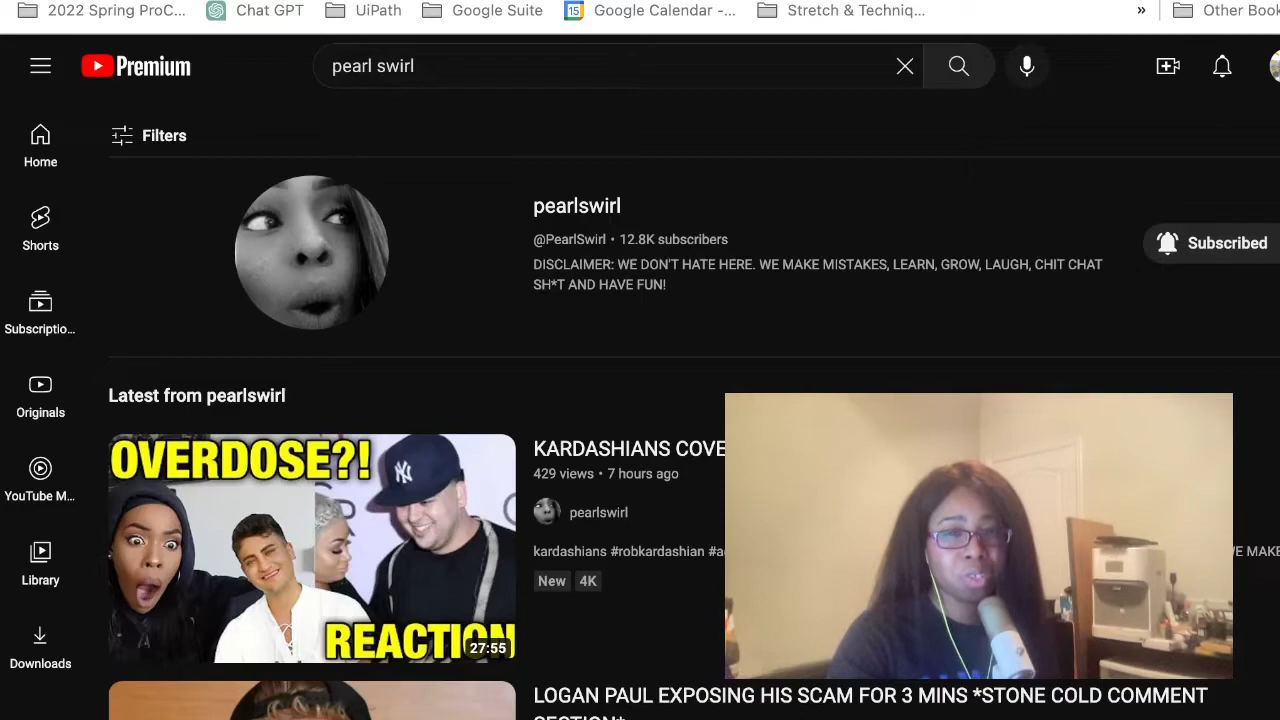 2022 Spring ProC...
Chat GPT
UiPath
Google Suite
15
Google Calendar -...
Stretch & Techniq...
»
Other Book
Premium
pearl swirl
Filters
Home
Shorts
Subscriptio...
Originals
YouTube M...
Library
Downloads
pearlswirl
@PearlSwirl • 12.8K subscribers
DISCLAIMER: WE DON'T HATE HERE. WE MAKE MISTAKES, LEARN, GROW, LAUGH, CHIT CHAT
SH*T AND HAVE FUN!
Subscribed
Latest from pearlswirl
OVERDOSE?!
REACTION
27:55
KARDASHIANS COVE
429 views • 7 hours ago
pearlswirl
kardashians #robkardashian #a
WE MAKE
New
4K
LOGAN PAUL EXPOSING HIS SCAM FOR 3 MINS *STONE COLD COMMENT
SECTION*